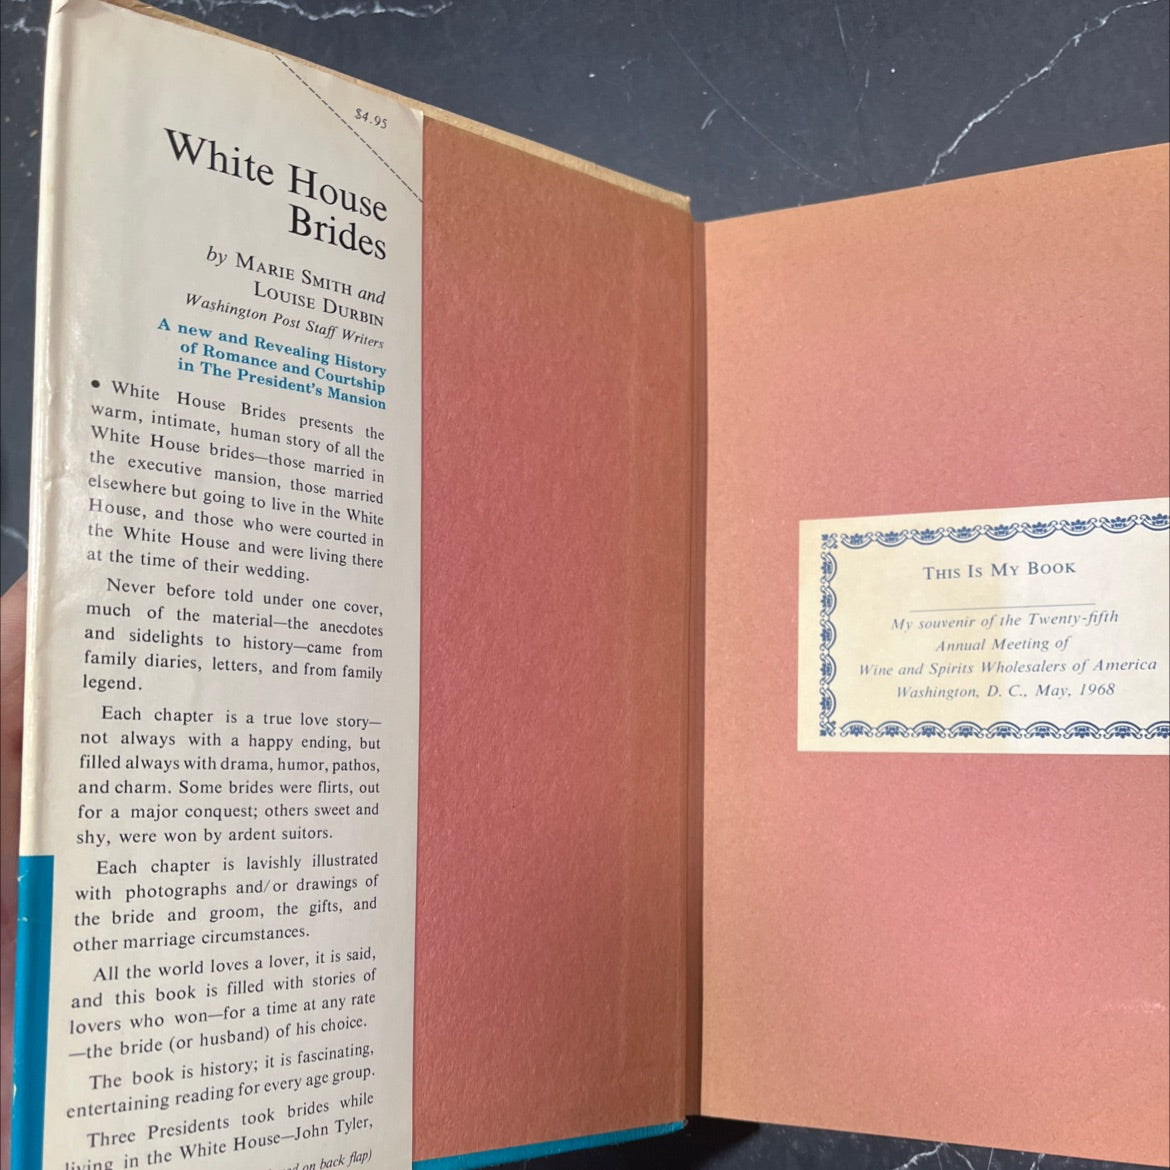 $4.95
White House
Brides
by MARIE SMITH and
LOUISE DURBIN
Washington Post Staff Writers
A new and Revealing History
of Romance and Courtship
in The President's Mansion
• White House Brides presents the
warm, intimate, human story of all the
White House brides—those married in
the executive mansion, those married
elsewhere but going to live in the White
House, and those who were courted in
the White House and were living there
at the time of their wedding.
Never before told under one cover,
much of the material—the anecdotes
and sidelights to history—came from
family diaries, letters, and from family
legend.
Each chapter is a true love story—
not always with a happy ending, but
filled always with drama, humor, pathos,
and charm. Some brides were flirts, out
for a major conquest; others sweet and
shy, were won by ardent suitors.
Each chapter is lavishly illustrated
with photographs and/or drawings of
the bride and groom, the gifts, and
other marriage circumstances.
All the world loves a lover, it is said,
and this book is filled with stories of
lovers who won—for a time at any rate
—the bride (or husband) of his choice.
The book is history; it is fascinating,
entertaining reading for every age group.
Three Presidents took brides while
living in the White House—John Tyler,
on back flap)
THIS IS MY BOOK
My souvenir of the Twenty-fifth
Annual Meeting of
Wine and Spirits Wholesalers of America
Washington, D. C., May, 1968